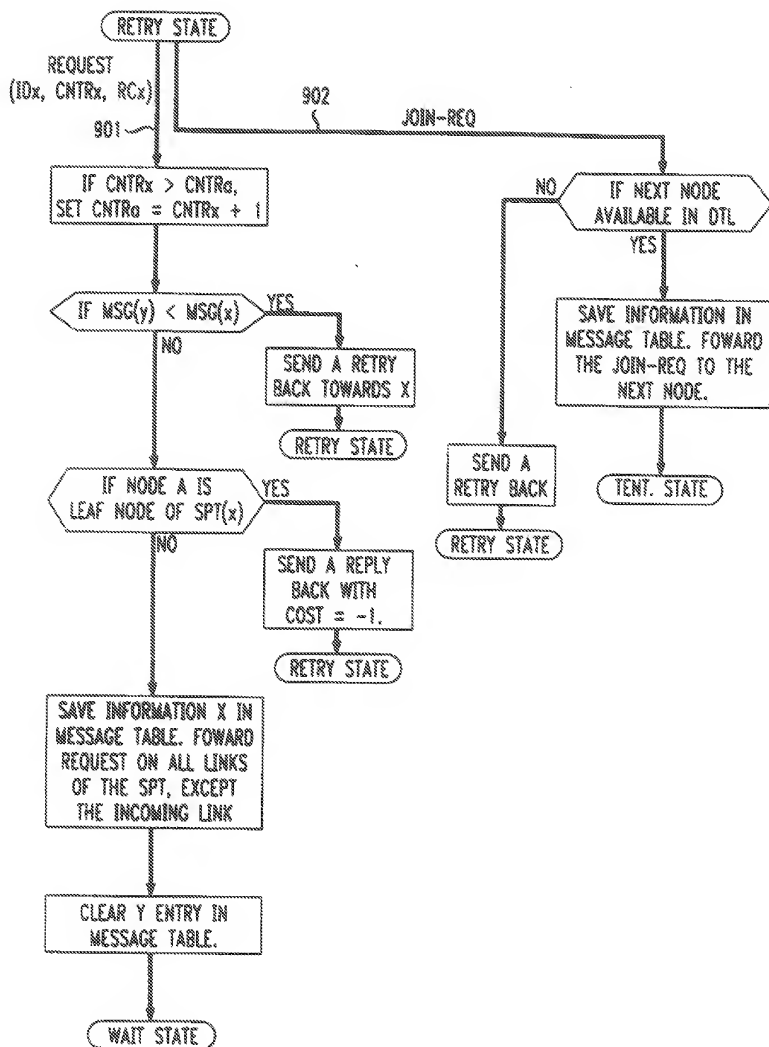 RETRY STATE
REQUEST
(IDx, CNTRx, RCx)
901
902
JOIN-REQ
IF CNTRx > CNTRa,
SET CNTRa = CNTRx + 1
IF MSG(y) < MSG(x)
YES
NO
SEND A RETRY
BACK TOWARDS X
RETRY STATE
IF NODE A IS
LEAF NODE OF SPT(x)
YES
NO
SEND A REPLY
BACK WITH
COST = -1.
RETRY STATE
SAVE INFORMATION X IN
MESSAGE TABLE. FOWARD
REQUEST ON ALL LINKS
OF THE SPT, EXCEPT
THE INCOMING LINK
CLEAR Y ENTRY IN
MESSAGE TABLE.
WAIT STATE
IF NEXT NODE
AVAILABLE IN DTL
NO
YES
SAVE INFORMATION IN
MESSAGE TABLE. FOWARD
THE JOIN-REQ TO THE
NEXT NODE.
TENT. STATE
SEND A
RETRY BACK
RETRY STATE